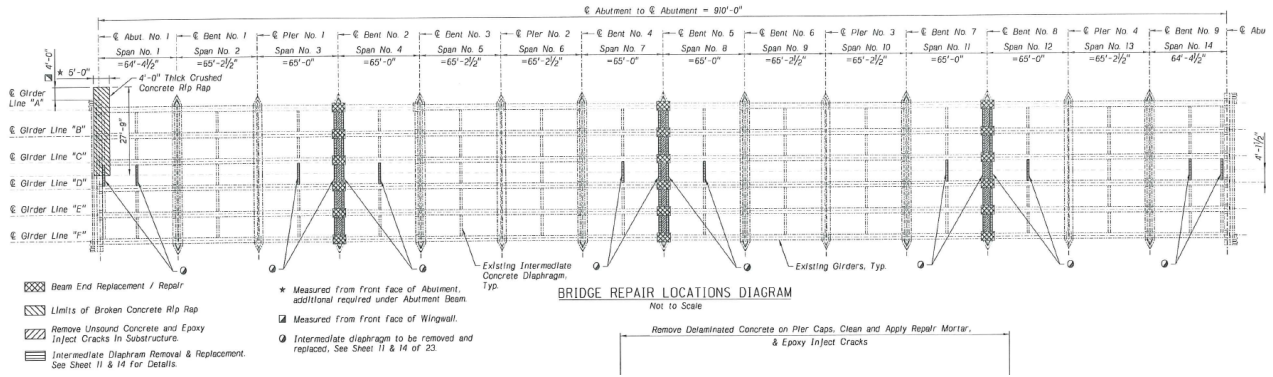 ℄ Abutment to ℄ Abutment = 910'-0"
℄ Abut. No. 1
℄ Bent No. 1
℄ Pier No. 1
℄ Bent No. 2
℄ Bent No. 3
℄ Pier No. 2
℄ Bent No. 4
℄ Bent No. 5
℄ Bent No. 6
℄ Pier No. 3
℄ Bent No. 7
℄ Bent No. 8
℄ Pier No. 4
℄ Bent No. 9
℄ Abu
Span No. 1
Span No. 2
Span No. 3
Span No. 4
Span No. 5
Span No. 6
Span No. 7
Span No. 8
Span No. 9
Span No. 10
Span No. 11
Span No. 12
Span No. 13
Span No. 14
=64'-4½"
=65'-2½"
=65'-0"
=65'-0"
=65'-2½"
=65'-2½"
=65'-0"
=65'-0"
=65'-2½"
=65'-2½"
=65'-0"
=65'-0"
=65'-2½"
64'-4½"
4'-0"
★ 5'-0"
4'-0" Thick Crushed
Concrete Rip Rap
27'-9"
4'-1½"
℄ Girder
Line "A"
℄ Girder Line "B"
℄ Girder Line "C"
℄ Girder Line "D"
℄ Girder Line "E"
℄ Girder Line "F"
Existing Intermediate
Concrete Diaphragm,
Typ.
Existing Girders, Typ.
Beam End Replacement / Repair
Limits of Broken Concrete Rip Rap
Remove Unsound Concrete and Epoxy
Inject Cracks In Substructure.
Intermediate Diaphram Removal & Replacement.
See Sheet 11 & 14 for Details.
★ Measured from front face of Abutment,
additional required under Abutment Beam.
Measured from front face of Wingwall.
Intermediate diaphragm to be removed and
replaced, See Sheet 11 & 14 of 23.
BRIDGE REPAIR LOCATIONS DIAGRAM
Not to Scale
Remove Delaminated Concrete on Pier Caps, Clean and Apply Repair Mortar,
& Epoxy Inject Cracks